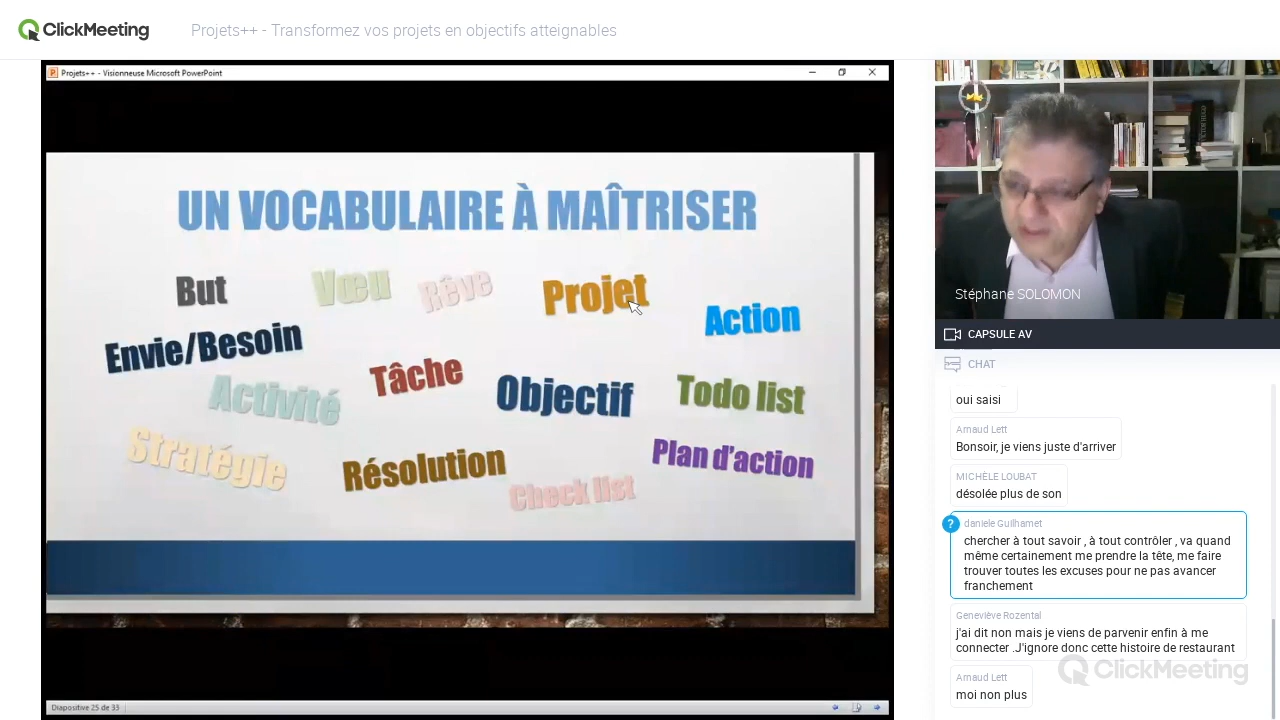 ClickMeeting
Projets++ - Transformez vos projets en objectifs atteignables
Projets++ - Visionneuse Microsoft PowerPoint
UN VOCABULAIRE À MAÎTRISER
But
Vœu
Rêve
Projet
Action
Envie/Besoin
Tâche
Activité
Objectif
Todo list
Stratégie
Résolution
Plan d'action
Check list
Diapositive 25 de 33
Stéphane SOLOMON
CAPSULE AV
CHAT
oui saisi
Arnaud Lett
Bonsoir, je viens juste d'arriver
MICHÈLE LOUBAT
désolée plus de son
?
daniele Guilhamet
chercher à tout savoir , à tout contrôler , va quand
même certainement me prendre la tête, me faire
trouver toutes les excuses pour ne pas avancer
franchement
Geneviève Rozental
j'ai dit non mais je viens de parvenir enfin à me
connecter .J'ignore donc cette histoire de restaurant
ClickMeeting
Arnaud Lett
moi non plus